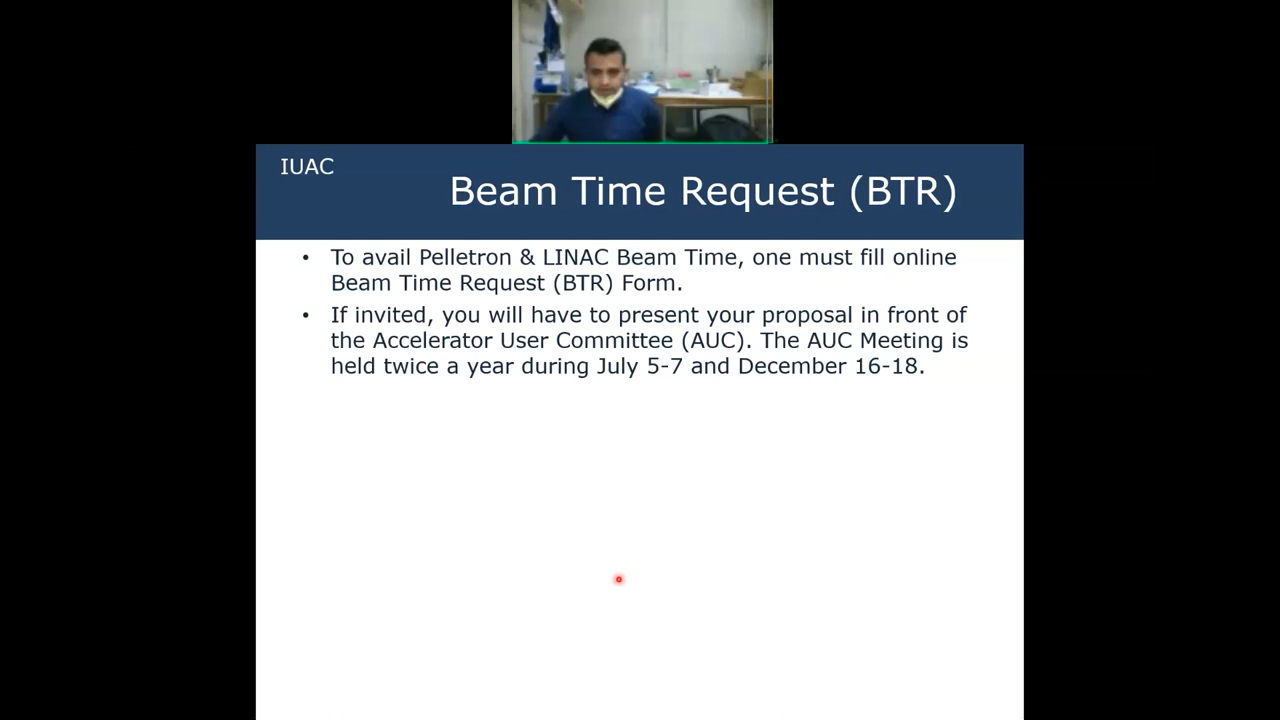 IUAC
Beam Time Request (BTR)
• To avail Pelletron & LINAC Beam Time, one must fill online
Beam Time Request (BTR) Form.
• If invited, you will have to present your proposal in front of
the Accelerator User Committee (AUC). The AUC Meeting is
held twice a year during July 5-7 and December 16-18.